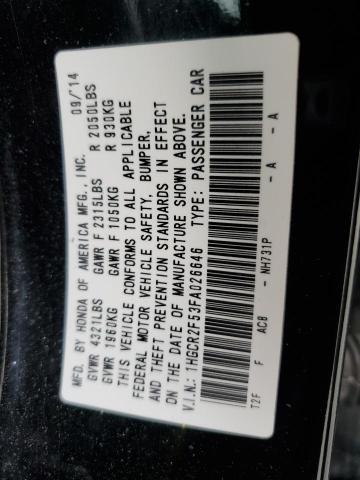 MFD. BY HONDA OF AMERICA MFG., INC. 09/'14
GVWR 4321LBS GAWR F 2315LBS R 2050LBS
GVWR 1960KG GAWR F 1050KG R 930KG
THIS VEHICLE CONFORMS TO ALL APPLICABLE
FEDERAL MOTOR VEHICLE SAFETY, BUMPER,
AND THEFT PREVENTION STANDARDS IN EFFECT
ON THE DATE OF MANUFACTURE SHOWN ABOVE.
V.I.N.: 1HGCR2F53FA026646 TYPE: PASSENGER CAR
T2F F AC8 - NH731P - A - A